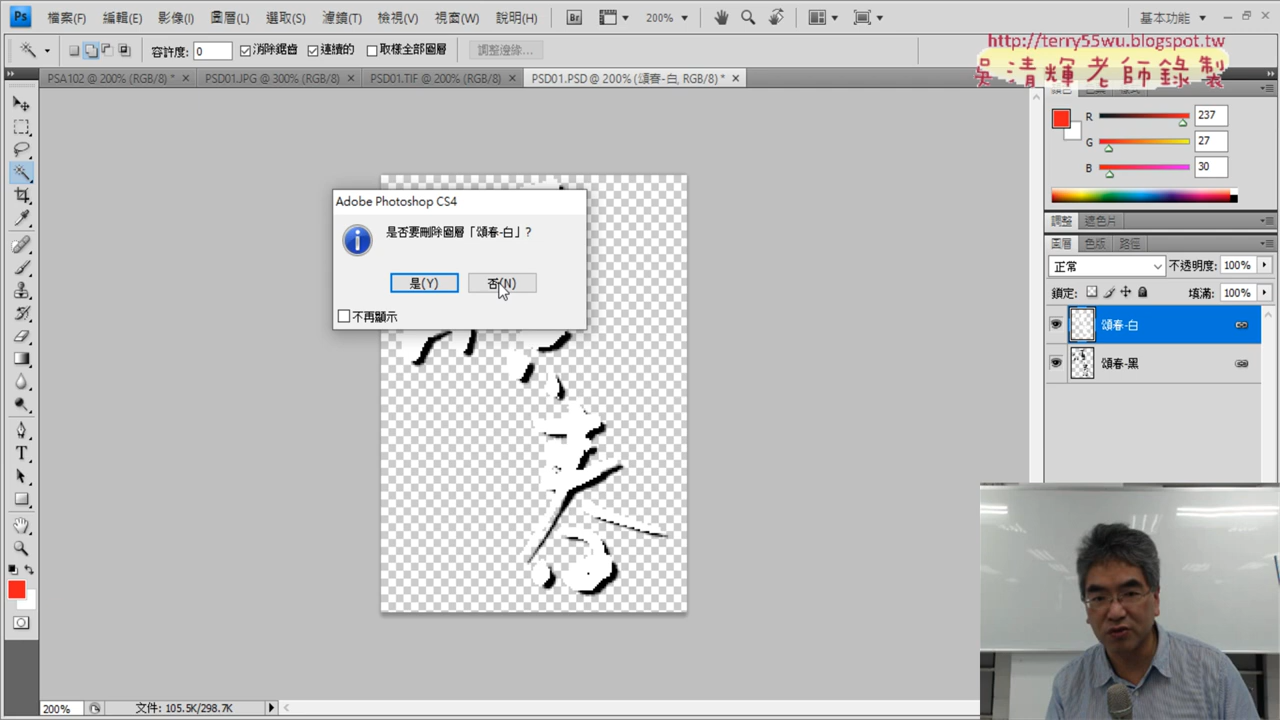 Ps 檔案(F) 編輯(E) 影像(I) 圖層(L) 選取(S) 濾鏡(T) 檢視(V) 視窗(W) 說明(H) Br 200% 基本功能
容許度: 0 消除鋸齒 連續的 取樣全部圖層 調整邊緣...
http://terry55wu.blogspot.tw
吳清輝老師錄製
PSA102 @ 200% (RGB/8) * PSD01.JPG @ 300% (RGB/8) PSD01.TIF @ 200% (RGB/8) PSD01.PSD @ 200% (頌春-白, RGB/8) *
R 237
G 27
B 30
Adobe Photoshop CS4
是否要刪除圖層「頌春-白」?
是(Y) 否(N)
不再顯示
調整 遮色片
圖層 色版 路徑
正常 不透明度: 100%
鎖定: 填滿: 100%
頌春-白
頌春-黑
200% 文件: 105.5K/298.7K